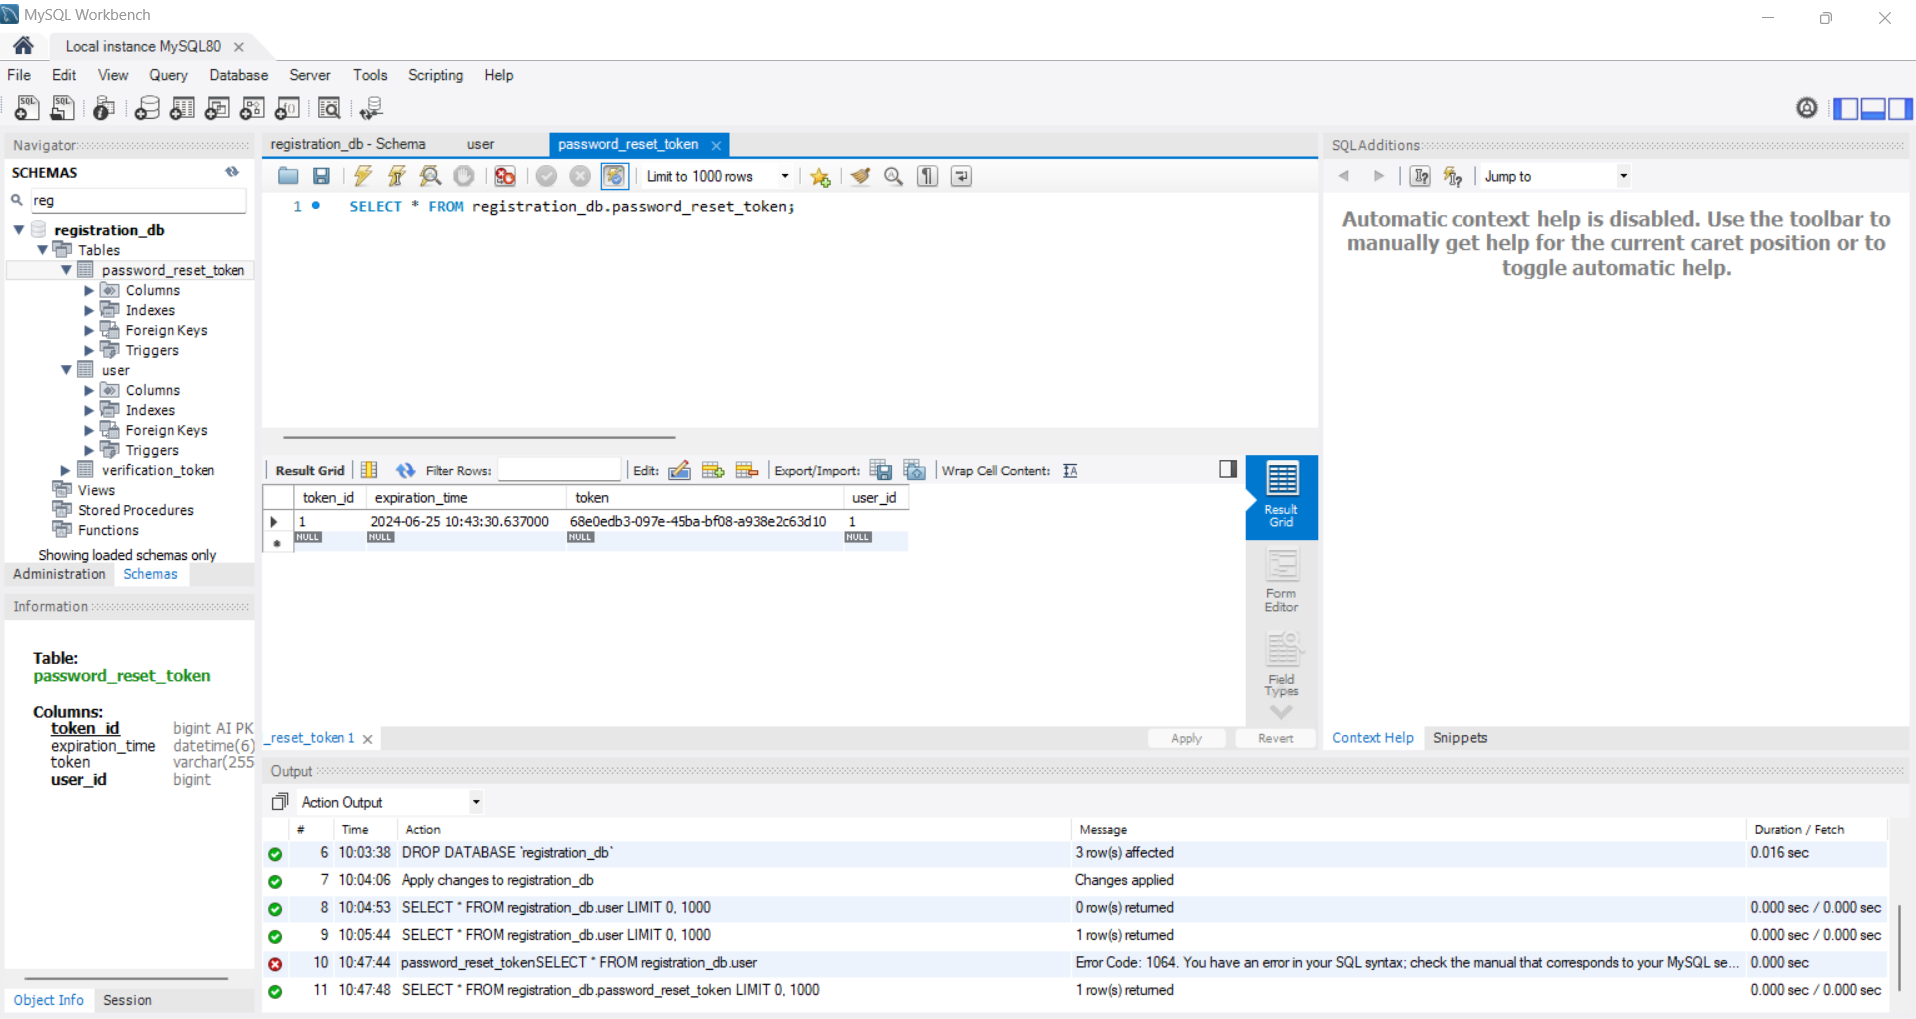 MySQL Workbench
Local instance MySQL80
File Edit View Query Database Server Tools Scripting Help
Navigator
SCHEMAS
reg
registration_db
Tables
password_reset_token
Columns
Indexes
Foreign Keys
Triggers
user
Columns
Indexes
Foreign Keys
Triggers
verification_token
Views
Stored Procedures
Functions
Showing loaded schemas only
Administration Schemas
Information
Table:
password_reset_token
Columns:
token_id bigint AI PK
expiration_time datetime(6)
token varchar(255
user_id bigint
Object Info Session
registration_db - Schema user password_reset_token
Limit to 1000 rows
1 SELECT * FROM registration_db.password_reset_token;
Result Grid Filter Rows: Edit: Export/Import: Wrap Cell Content:
token_id expiration_time token user_id
1 2024-06-25 10:43:30.637000 68e0edb3-097e-45ba-bf08-a938e2c63d10 1
NULL NULL NULL NULL
Result
Grid
Form
Editor
Field
Types
_reset_token 1 Apply Revert
SQLAdditions
Jump to
Automatic context help is disabled. Use the toolbar to
manually get help for the current caret position or to
toggle automatic help.
Context Help Snippets
Output
Action Output
# Time Action Message Duration / Fetch
6 10:03:38 DROP DATABASE `registration_db` 3 row(s) affected 0.016 sec
7 10:04:06 Apply changes to registration_db Changes applied
8 10:04:53 SELECT * FROM registration_db.user LIMIT 0, 1000 0 row(s) returned 0.000 sec / 0.000 sec
9 10:05:44 SELECT * FROM registration_db.user LIMIT 0, 1000 1 row(s) returned 0.000 sec / 0.000 sec
10 10:47:44 password_reset_tokenSELECT * FROM registration_db.user Error Code: 1064. You have an error in your SQL syntax; check the manual that corresponds to your MySQL se... 0.000 sec
11 10:47:48 SELECT * FROM registration_db.password_reset_token LIMIT 0, 1000 1 row(s) returned 0.000 sec / 0.000 sec